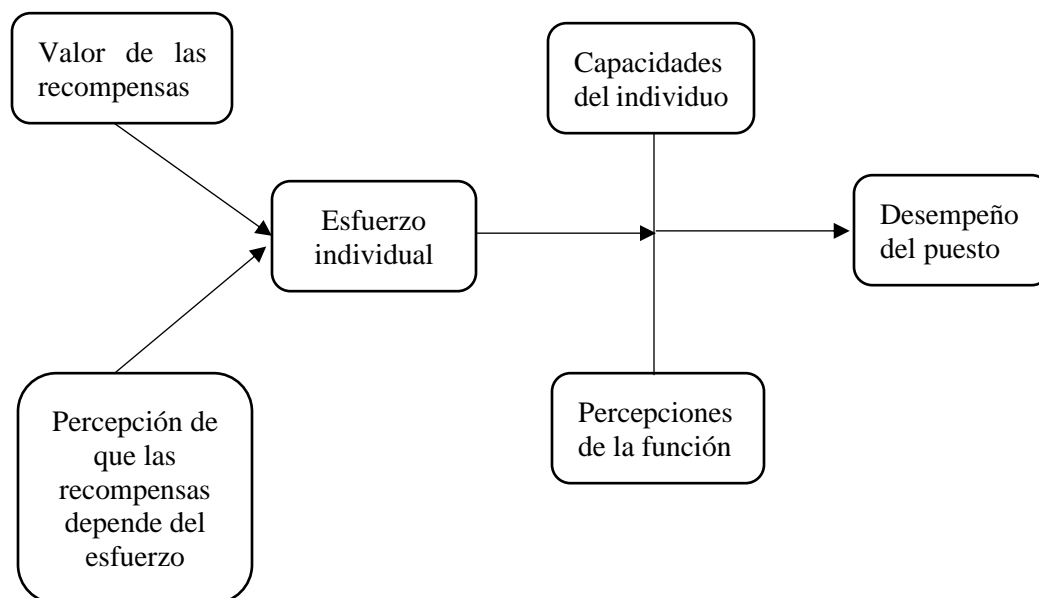 Valor de las
recompensas
Capacidades
del individuo
Esfuerzo
individual
Desempeño
del puesto
Percepción de
que las
recompensas
depende del
esfuerzo
Percepciones
de la función